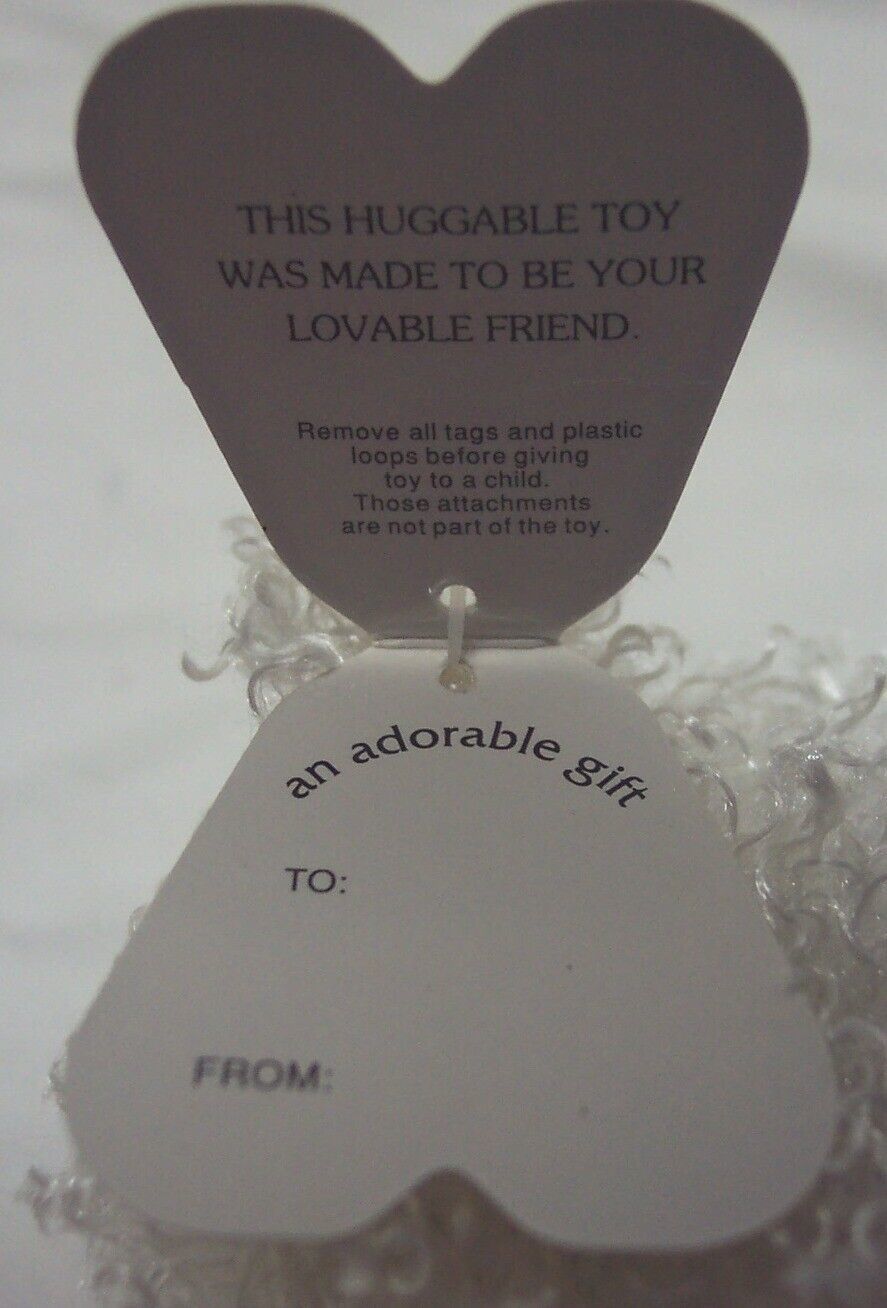 THIS HUGGABLE TOY
WAS MADE TO BE YOUR
LOVABLE FRIEND.
Remove all tags and plastic
loops before giving
toy to a child.
Those attachments
are not part of the toy.
an adorable gift
TO:
FROM: